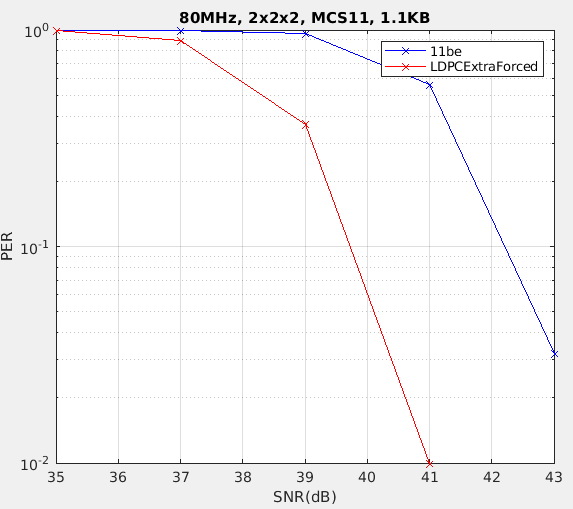 80MHz, 2x2x2, MCS11, 1.1KB
11be
LDPCExtraForced
PER
10^0
10^-1
10^-2
35 36 37 38 39 40 41 42 43
SNR(dB)